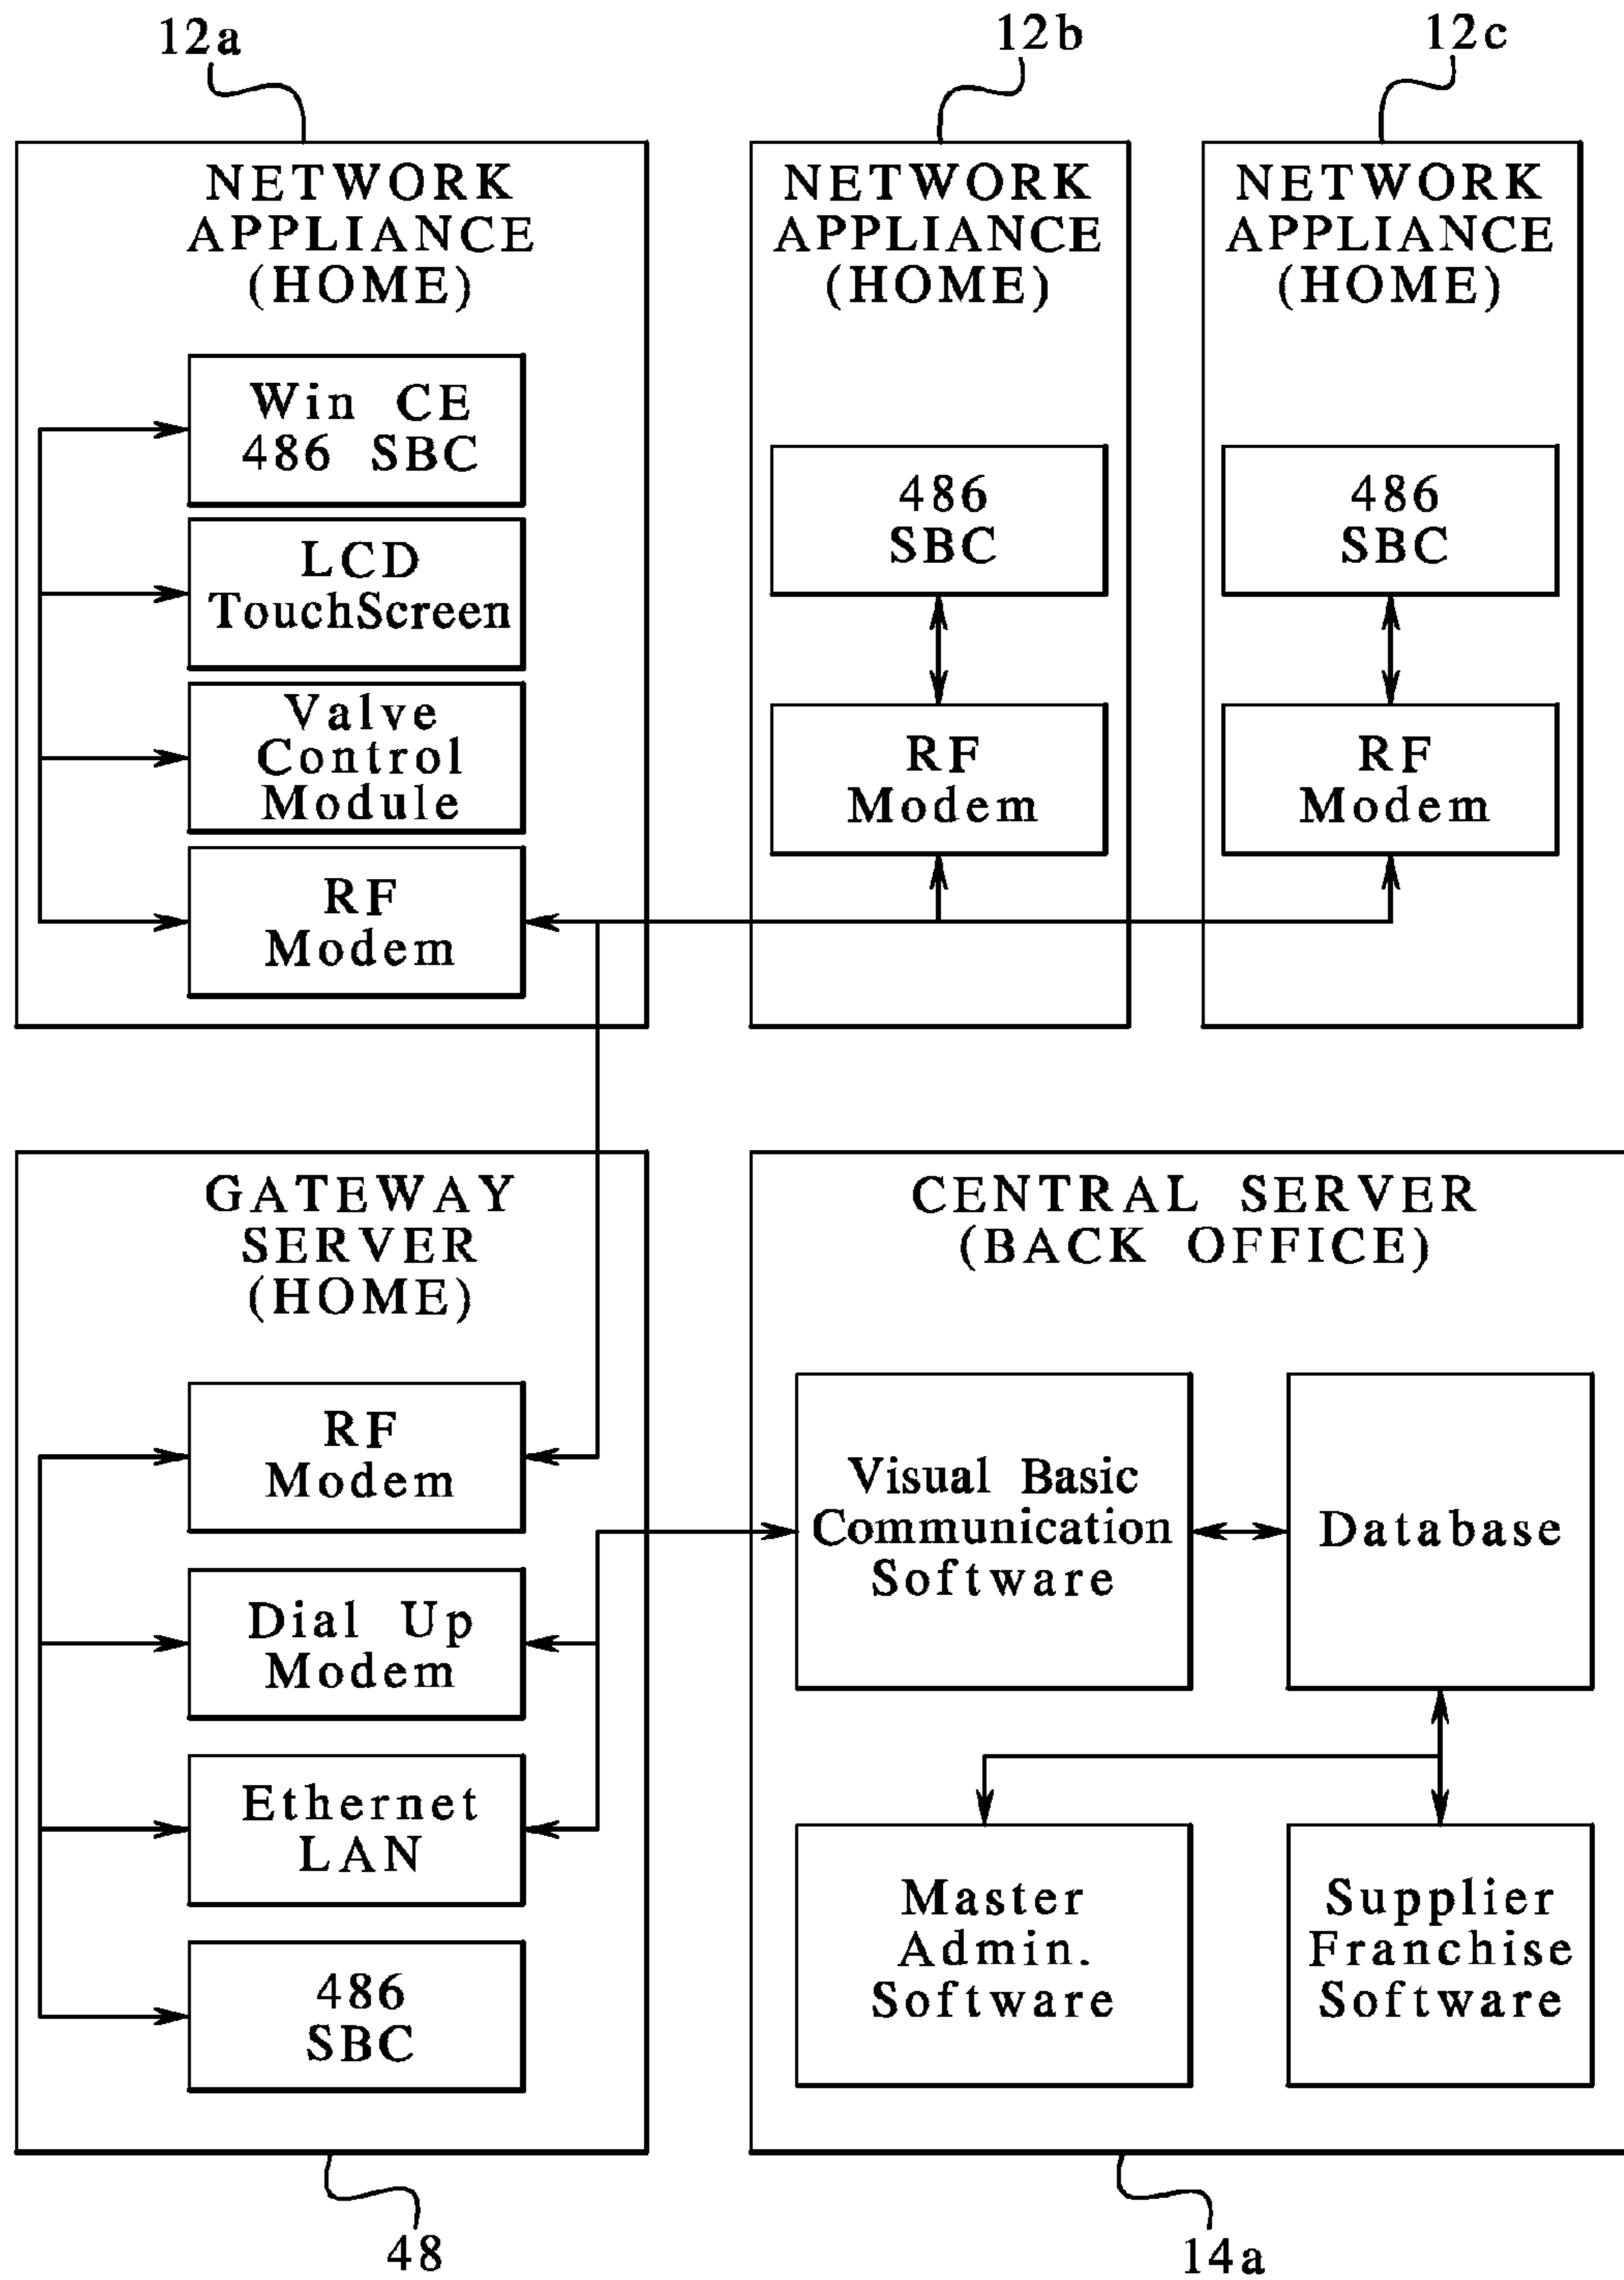 12a
12b
12c
NETWORK
APPLIANCE
(HOME)
Win CE
486 SBC
LCD
TouchScreen
Valve
Control
Module
RF
Modem
NETWORK
APPLIANCE
(HOME)
486
SBC
RF
Modem
NETWORK
APPLIANCE
(HOME)
486
SBC
RF
Modem
GATEWAY
SERVER
(HOME)
RF
Modem
Dial Up
Modem
Ethernet
LAN
486
SBC
CENTRAL SERVER
(BACK OFFICE)
Visual Basic
Communication
Software
Database
Master
Admin.
Software
Supplier
Franchise
Software
48
14a